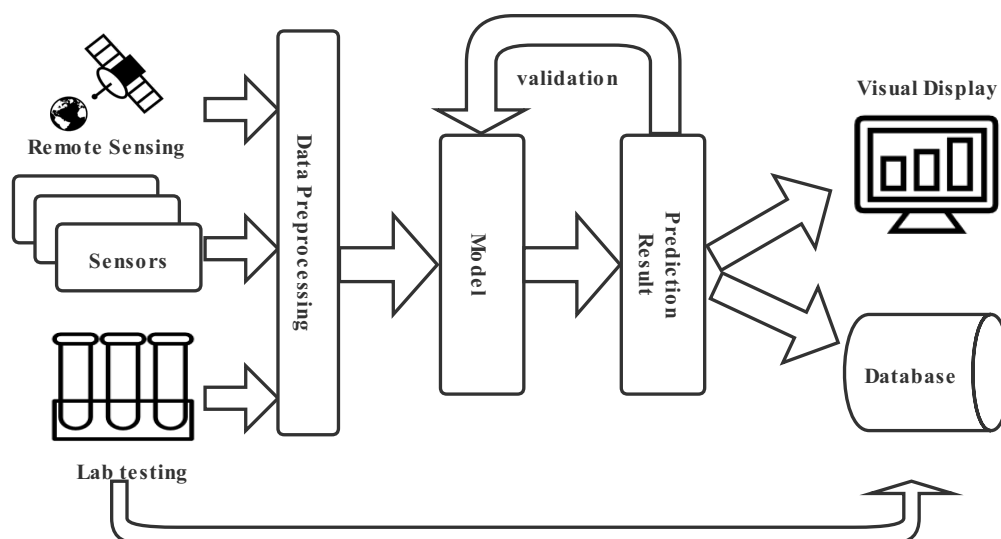 Remote Sensing
Sensors
Lab testing
Data Preprocessing
validation
Model
Prediction
Result
Visual Display
Database